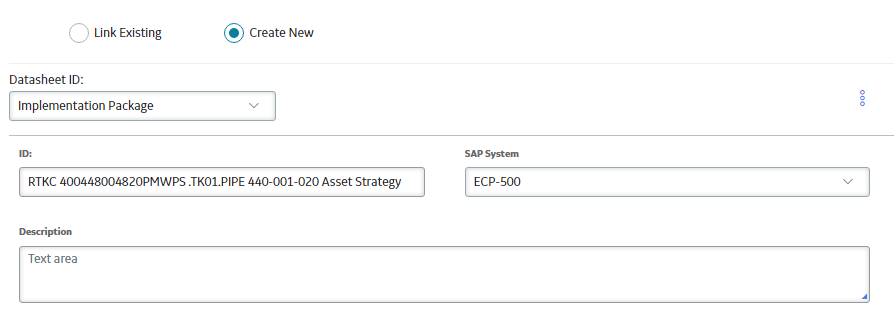 Link Existing Create New
Datasheet ID:
Implementation Package
ID: SAP System
RTKC 400448004820PMWPS .TK01.PIPE 440-001-020 Asset Strategy ECP-500
Description
Text area